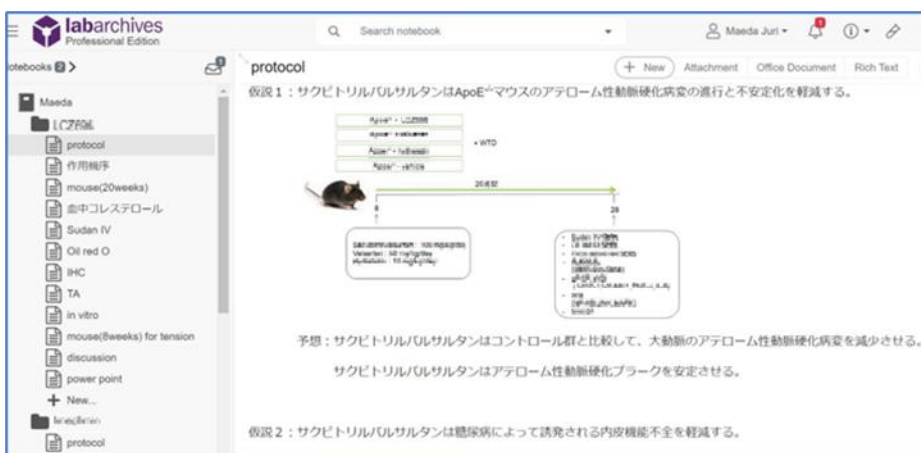 labarchives
Professional Edition
Search notebook
Maeda Juri
1
otebooks 2
1
Maeda
LCZ696
protocol
作用機序
mouse(20weeks)
血中コレステロール
Sudan IV
Oil red O
IHC
TA
in vitro
mouse(8weeks) for tension
discussion
power point
New...
protocol
protocol
New
Attachment
Office Document
Rich Text
仮説1：サクビトリルバルサルタンはApoE-/-マウスのアテローム性動脈硬化病変の進行と不安定化を軽減する。
+ WTD
20週間
8
28
予想：サクビトリルバルサルタンはコントロール群と比較して、大動脈のアテローム性動脈硬化病変を減少させる。
サクビトリルバルサルタンはアテローム性動脈硬化プラークを安定させる。
仮説2：サクビトリルバルサルタンは糖尿病によって誘発される内皮機能不全を軽減する。